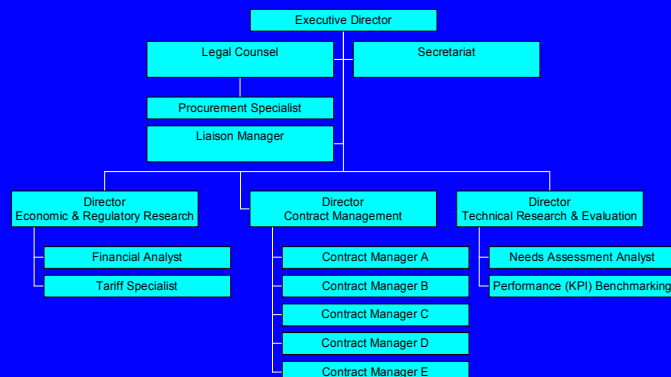 Executive Director
Legal Counsel
Secretariat
Procurement Specialist
Liaison Manager
Director
Economic & Regulatory Research
Director
Contract Management
Director
Technical Research & Evaluation
Financial Analyst
Tariff Specialist
Contract Manager A
Contract Manager B
Contract Manager C
Contract Manager D
Contract Manager E
Needs Assessment Analyst
Performance (KPI) Benchmarking